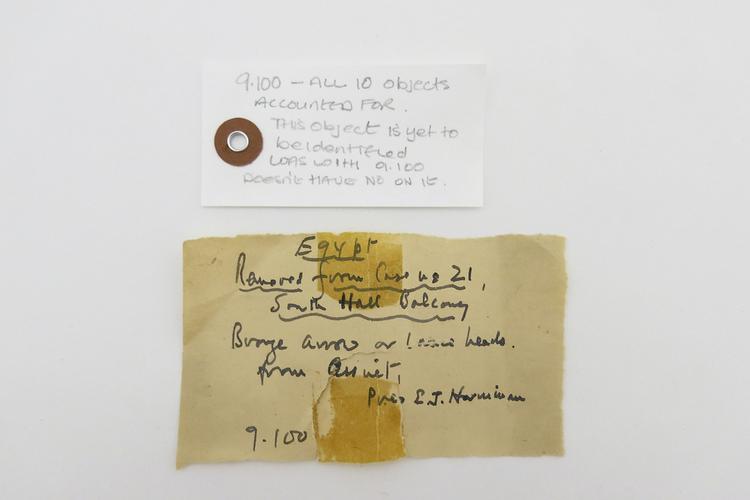 9.100 – ALL 10 objects
ACCOUNTED FOR.
THIS Object is yet to
be identified
WAS WITH 9.100
DOESN'T HAVE NO ON IT.
Egypt
Removed from Case no 21,
South Hall Balcony
Bronze arrow or heads.
from Assiut,
Pres E.J. Horniman
9.100